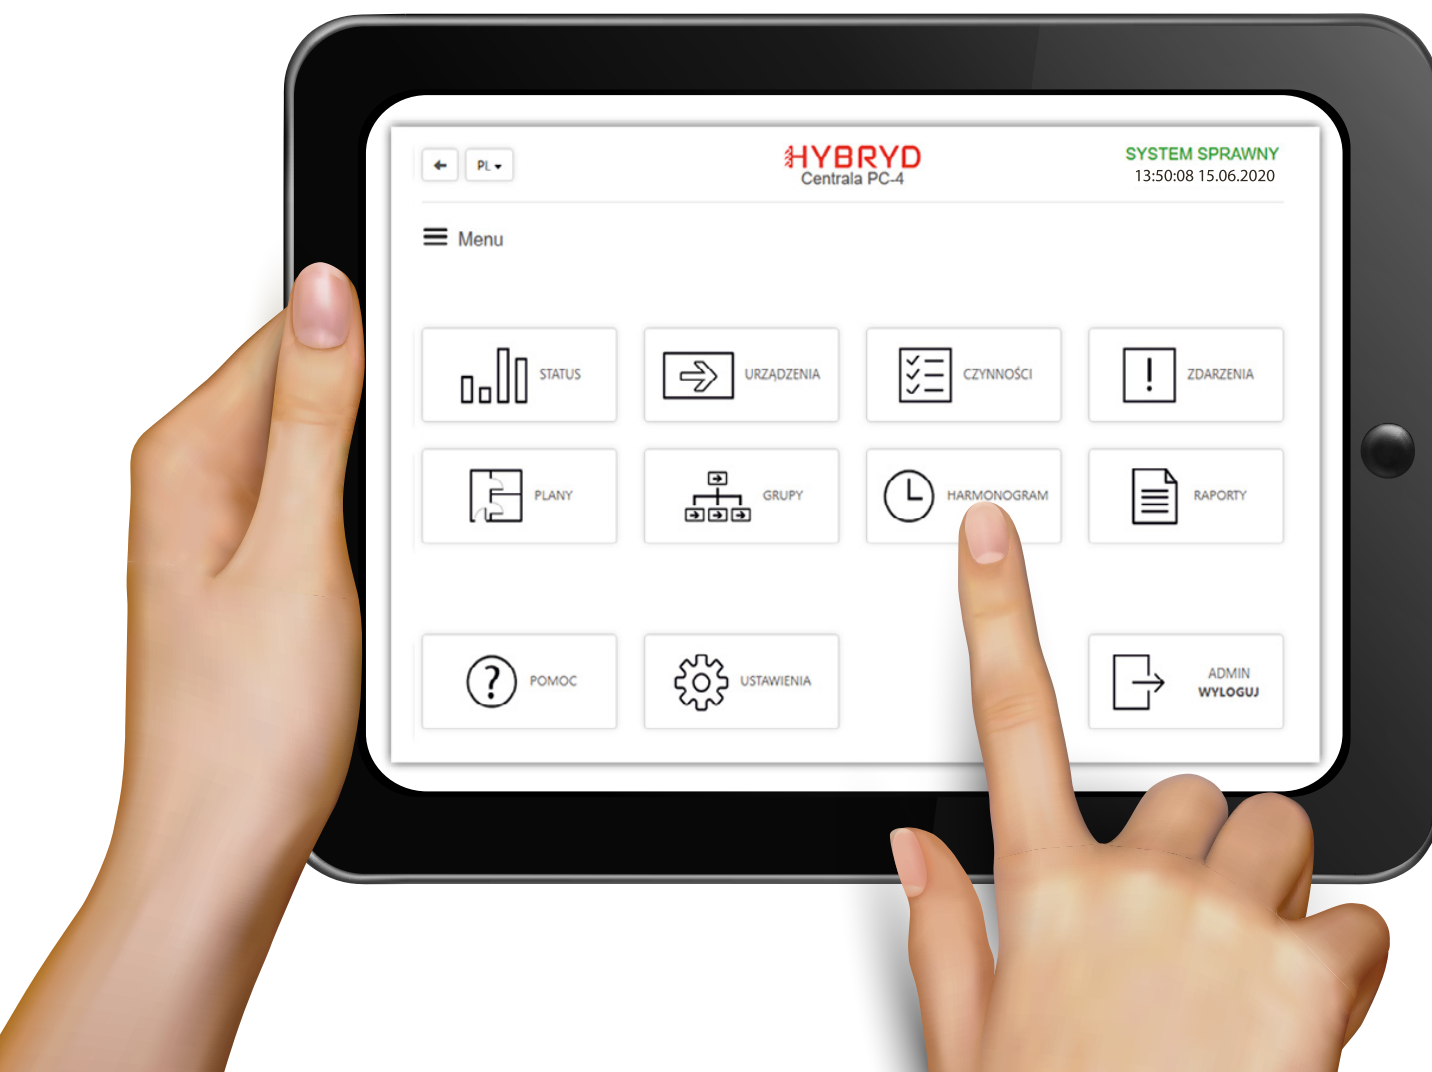 PL
HYBRYD
Centrala PC-4
SYSTEM SPRAWNY
13:50:08 15.06.2020
Menu
STATUS
URZĄDZENIA
CZYNNOŚCI
ZDARZENIA
PLANY
GRUPY
HARMONOGRAM
RAPORTY
POMOC
USTAWIENIA
ADMIN
WYLOGUJ